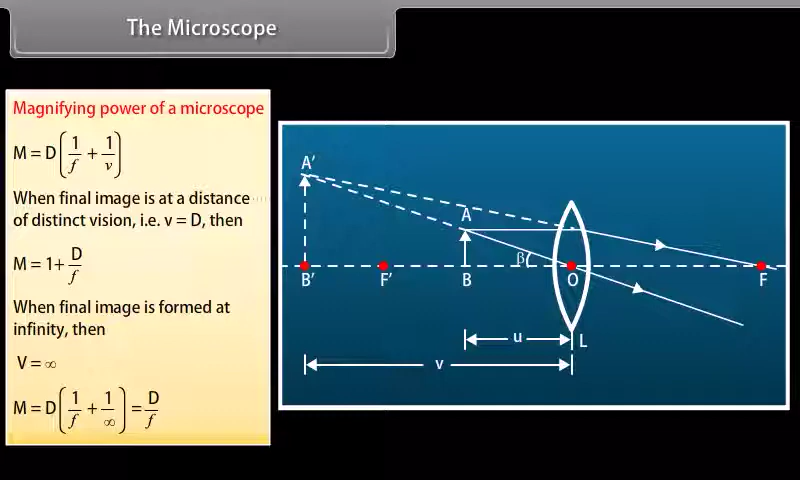 The Microscope
Magnifying power of a microscope
M = D(1/f + 1/v)
When final image is at a distance
of distinct vision, i.e. v = D, then
M = 1+ D/f
When final image is formed at
infinity, then
V = ∞
M = D(1/f + 1/∞) = D/f
A'
A
β
B'
F'
B
O
F
u
L
v